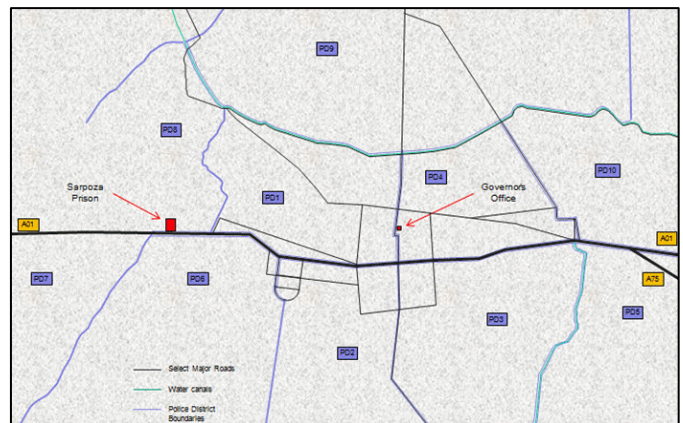 PD9
PD8
PD10
PD4
Sarpoza
Prison
PD1
Governor's
Office
A01
A01
PD7
PD6
A75
PD5
PD3
PD2
Select Major Roads
Water canals
Police District
Boundaries